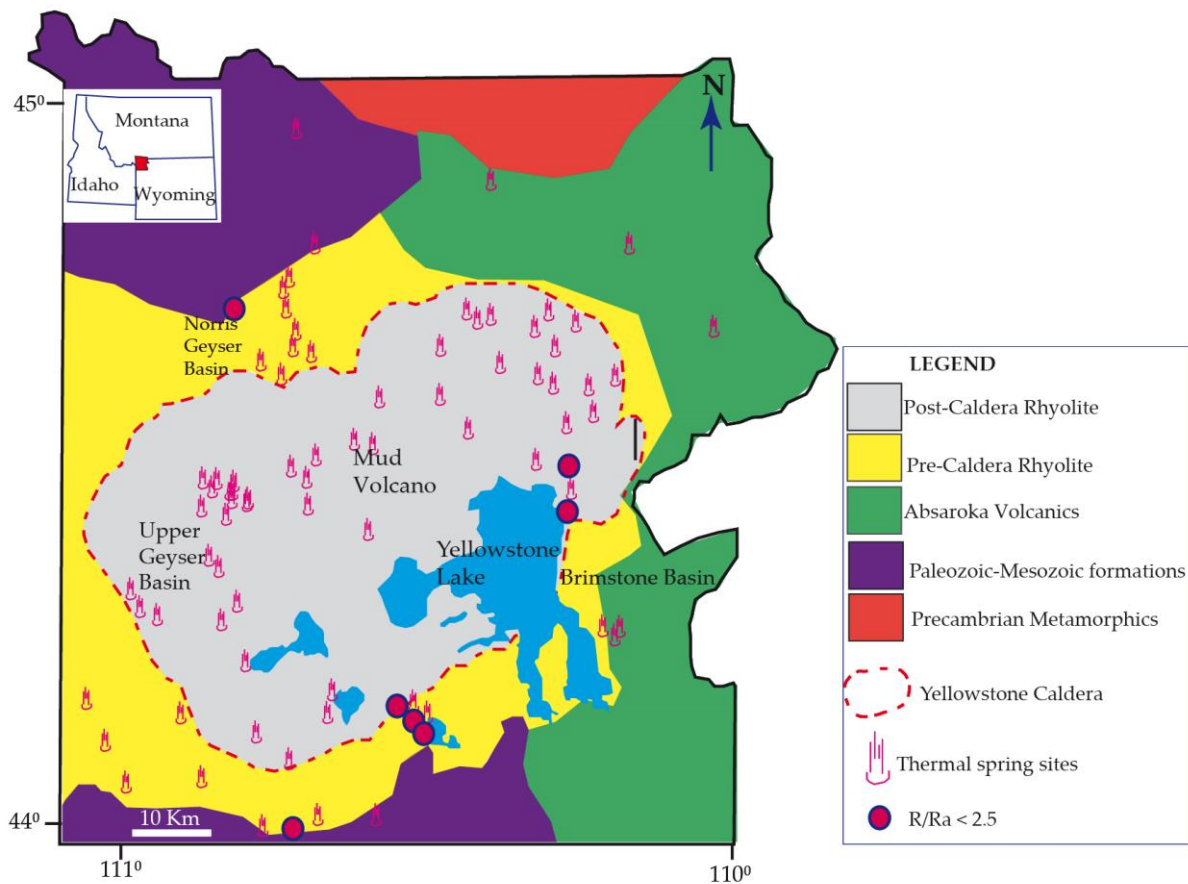 45⁰
Montana
Idaho
Wyoming
N
Norris
Geyser
Basin
Mud
Volcano
Upper
Geyser
Basin
Yellowstone
Lake
Brimstone Basin
44⁰
10 Km
111⁰
110⁰
LEGEND
Post-Caldera Rhyolite
Pre-Caldera Rhyolite
Absaroka Volcanics
Paleozoic-Mesozoic formations
Precambrian Metamorphics
Yellowstone Caldera
Thermal spring sites
R/Ra < 2.5